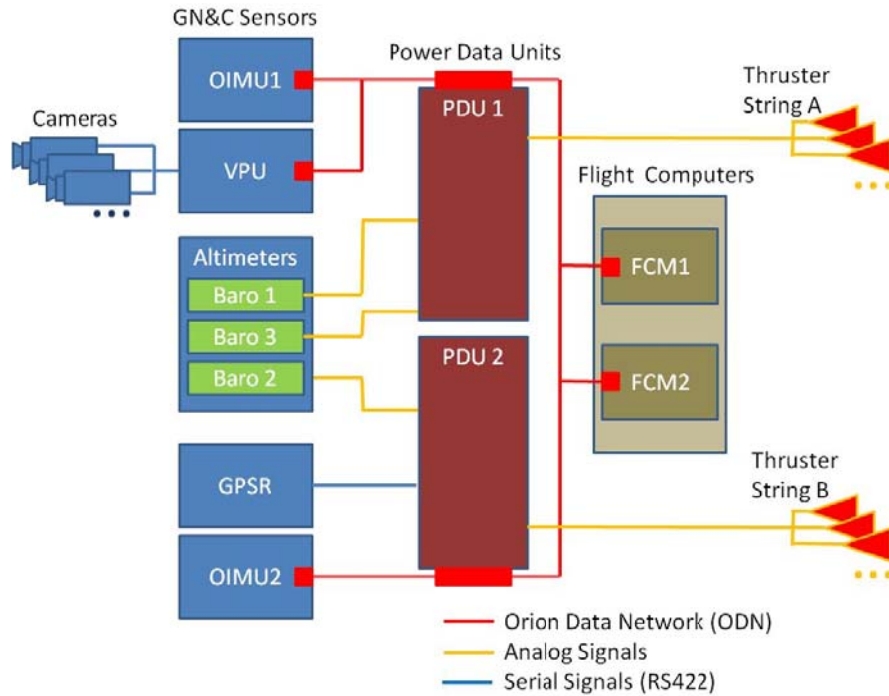 GN&C Sensors
OIMU1
Power Data Units
PDU 1
Thruster
String A
Cameras
VPU
Flight Computers
Altimeters
Baro 1
Baro 3
Baro 2
FCM1
PDU 2
FCM2
GPSR
Thruster
String B
OIMU2
Orion Data Network (ODN)
Analog Signals
Serial Signals (RS422)